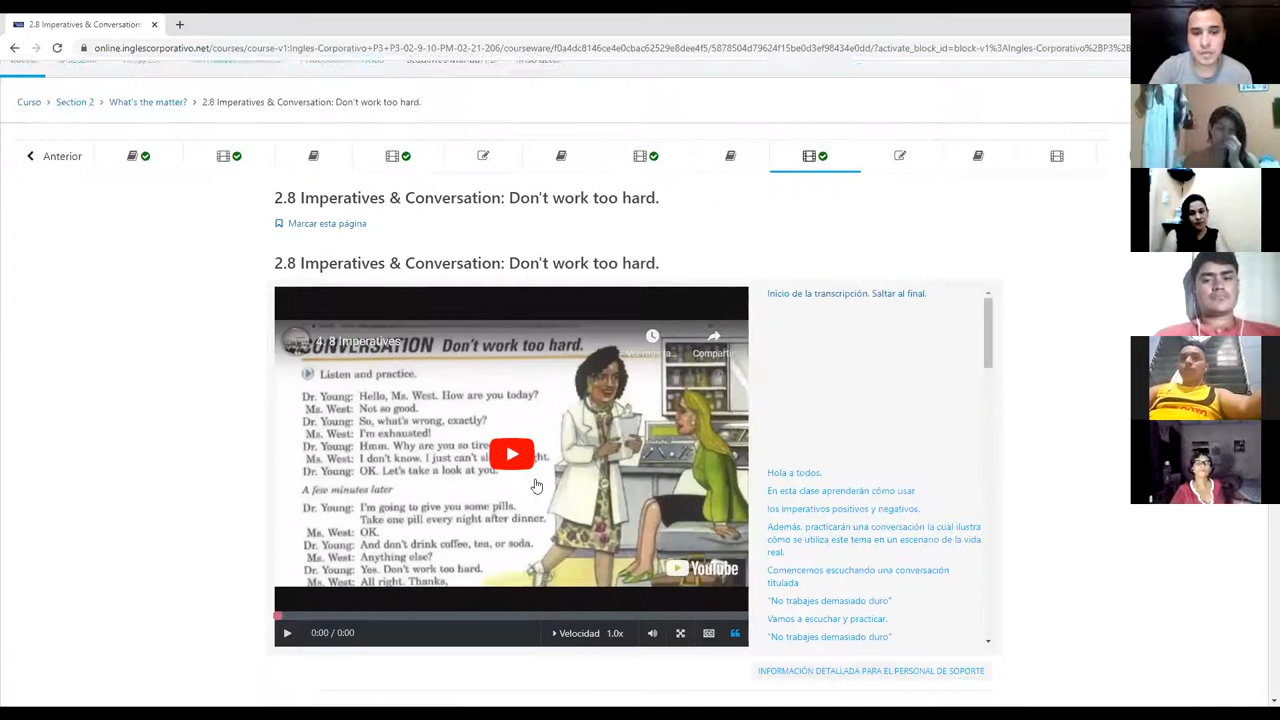 2.8 Imperatives & Conversation:
online.inglescorporativo.net/courses/course-v1:Ingles-Corporativo+P3+P3-02-9-10-PM-02-21-206/courseware/f0a4dc8146ce4e0cbac62529e8dee4f5/5878504d79624f15be0d3ef98434e0dd/?activate_block_id=block-v1%3AIngles-Corporativo%2BP%3
Curso > Section 2 > What's the matter? > 2.8 Imperatives & Conversation: Don't work too hard.
Anterior
2.8 Imperatives & Conversation: Don't work too hard.
Marcar esta página
2.8 Imperatives & Conversation: Don't work too hard.
4. 8 Imperatives
Compartir
CONVERSATION Don't work too hard.
Listen and practice.
Dr. Young: Hello, Ms. West. How are you today?
Ms. West: Not so good.
Dr. Young: So, what's wrong, exactly?
Ms. West: I'm exhausted!
Dr. Young: Hmm. Why are you so
Ms. West: I don't know. I just can't
Dr. Young: OK. Let's take a look at you.
A few minutes later
Dr. Young: I'm going to give you some pills.
Take one pill every night after dinner.
Ms. West: OK.
Dr. Young: And don't drink coffee, tea, or soda.
Ms. West: Anything else?
Dr. Young: Yes. Don't work too hard.
Ms. West: All right. Thanks,
YouTube
0:00 / 0:00
Velocidad 1.0x
Inicio de la transcripción. Saltar al final.
Hola a todos.
En esta clase aprenderán cómo usar
los imperativos positivos y negativos.
Además, practicarán una conversación la cual ilustra
cómo se utiliza este tema en un escenario de la vida
real.
Comencemos escuchando una conversación
titulada
"No trabajes demasiado duro"
Vamos a escuchar y practicar.
"No trabajes demasiado duro"
INFORMACIÓN DETALLADA PARA EL PERSONAL DE SOPORTE